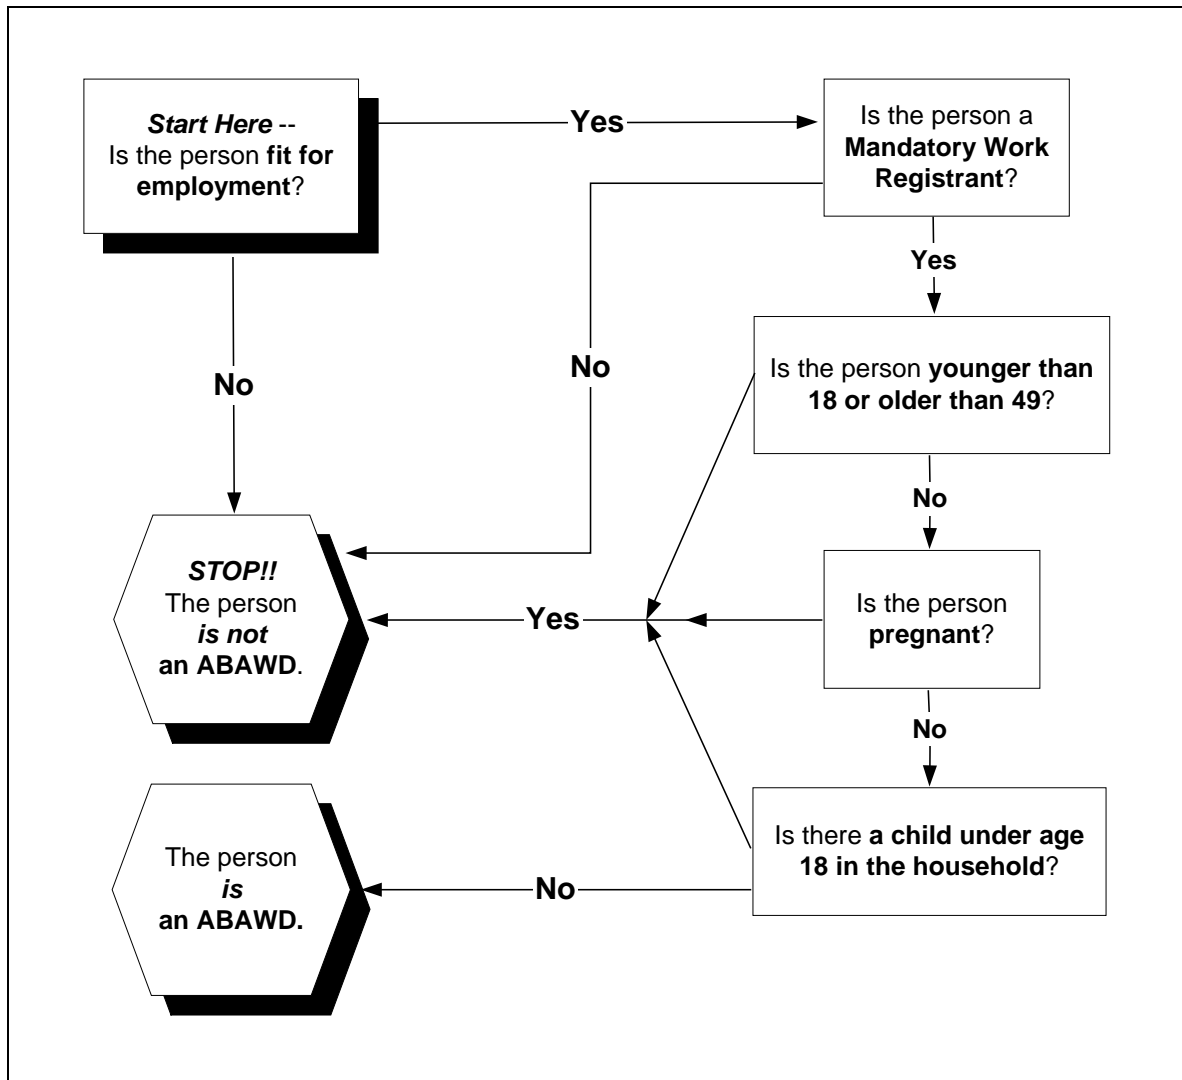 Start Here --
Is the person fit for
employment?
Yes
Is the person a
Mandatory Work
Registrant?
Yes
No
Is the person younger than
18 or older than 49?
No
No
STOP!!
The person
is not
an ABAWD.
Yes
Is the person
pregnant?
No
Is there a child under age
18 in the household?
No
The person
is
an ABAWD.